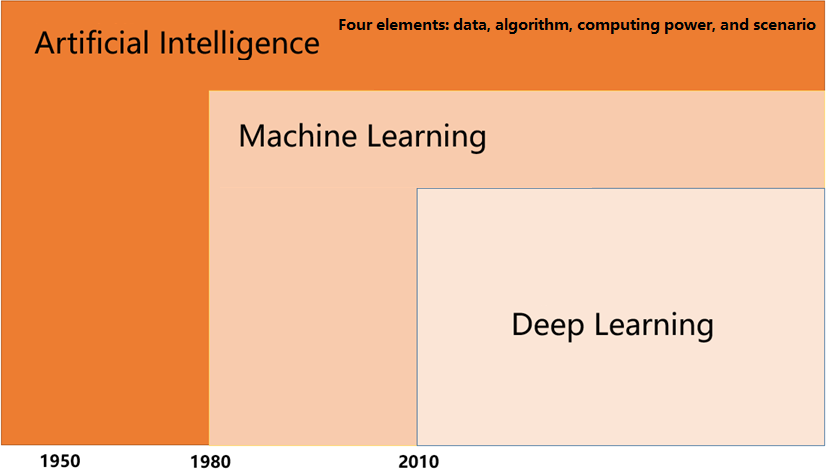 Four elements: data, algorithm, computing power, and scenario
Artificial Intelligence
Machine Learning
Deep Learning
1950
1980
2010